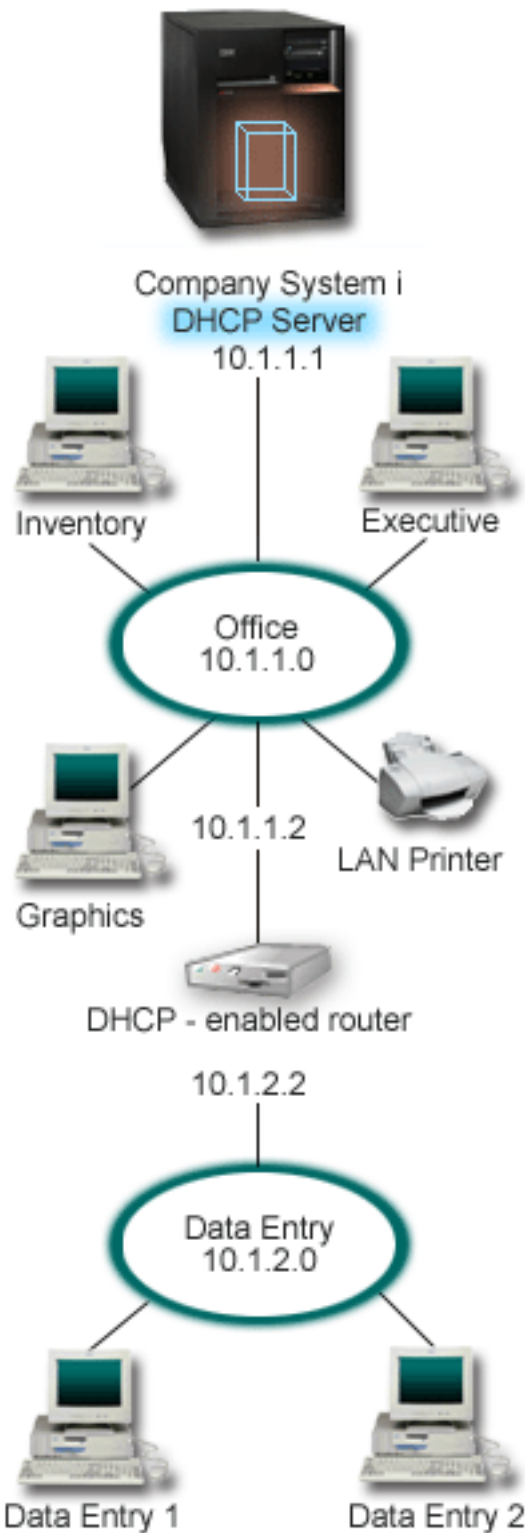 Company System i
DHCP Server
10.1.1.1
Inventory
Executive
Office
10.1.1.0
10.1.1.2
LAN Printer
Graphics
DHCP - enabled router
10.1.2.2
Data Entry
10.1.2.0
Data Entry 1
Data Entry 2